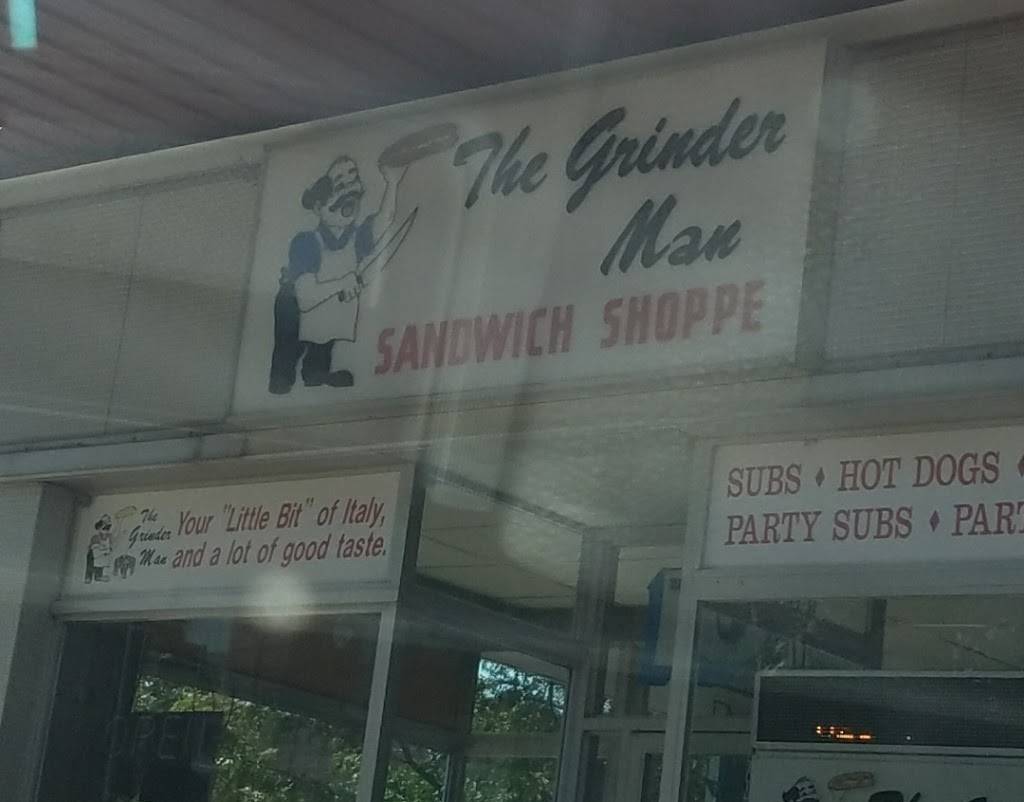 The Grinder
Man
SANDWICH SHOPPE
The
Grinder
Man
Your "Little Bit" of Italy,
and a lot of good taste.
SUBS ♦ HOT DOGS ♦
PARTY SUBS ♦ PART
OPEN